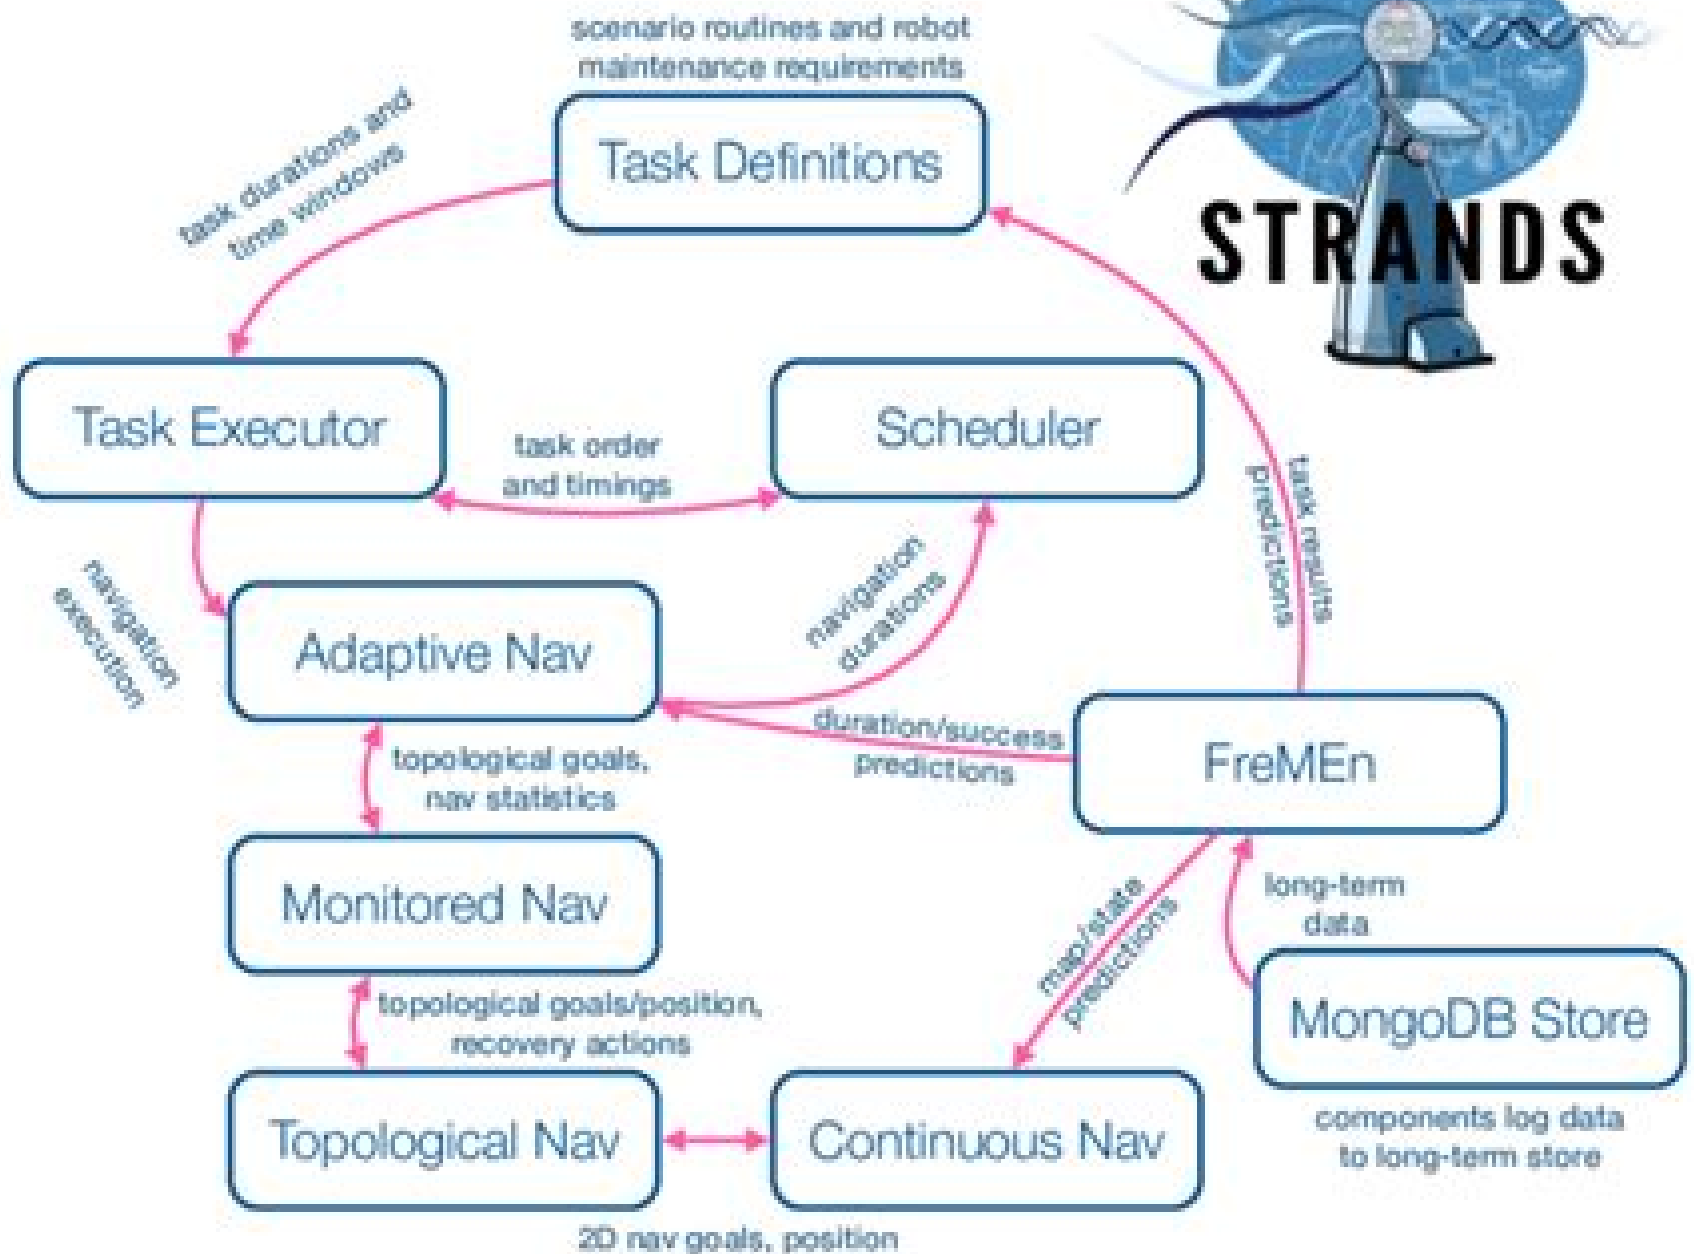 scenario routines and robot
maintenance requirements
Task Definitions
STRANDS
task durations and
time windows
Task Executor
task order
and timings
Scheduler
task results
predictions
navigation
execution
Adaptive Nav
navigation
durations
duration/success
predictions
FreMEn
topological goals,
nav statistics
Monitored Nav
map/state
predictions
long-term
data
topological goals/position,
recovery actions
MongoDB Store
Topological Nav
Continuous Nav
components log data
to long-term store
2D nav goals, position